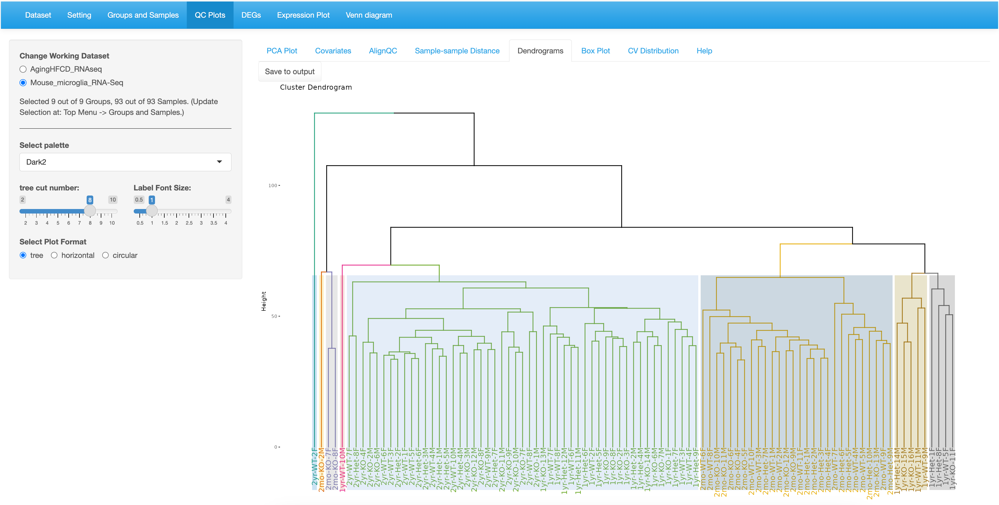 Dataset Setting Groups and Samples QC Plots DEGs Expression Plot Venn diagram
Change Working Dataset
AgingHFCD_RNAseq
Mouse_microglia_RNA-Seq
Selected 9 out of 9 Groups, 93 out of 93 Samples. (Update
Selection at: Top Menu -> Groups and Samples.)
Select palette
Dark2
tree cut number:
2 8 10
2 3 4 5 6 7 8 9 10
Label Font Size:
0.5 1 4
0.5 1 1.5 2 2.5 3 3.5 4
Select Plot Format
tree horizontal circular
PCA Plot Covariates AlignQC Sample-sample Distance Dendrograms Box Plot CV Distribution Help
Save to output
Cluster Dendrogram
Height
100
50
0
2yr-WT-2F
2mo-KO-2M
2mo-KO-7F
2mo-KO-8F
1yr-WT-10M
2yr-WT-7F
2yr-Het-8F
2yr-KO-4F
2yr-KO-2M
2yr-KO-6M
2yr-WT-6F
2yr-WT-3F
2yr-Het-2F
2yr-WT-1F
2yr-WT-5F
2yr-Het-6F
2yr-Het-3M
2yr-WT-4M
2yr-Het-1M
2yr-Het-5M
2yr-WT-10M
2yr-Het-4M
2yr-KO-3M
2yr-KO-12M
2yr-KO-8F
2yr-WT-9M
2yr-Het-7F
2yr-KO-11M
2yr-KO-9F
2yr-KO-10M
2yr-KO-7F
2yr-WT-8F
2yr-KO-1M
1yr-KO-13M
1yr-WT-7F
1yr-WT-8F
1yr-Het-12M
1yr-WT-6F
1yr-Het-11M
1yr-Het-6F
1yr-WT-2F
1yr-Het-5F
1yr-KO-9F
1yr-KO-8F
1yr-KO-2F
1yr-KO-3F
1yr-Het-2M
1yr-Het-4M
1yr-KO-14M
1yr-KO-6M
1yr-KO-7M
1yr-KO-1F
1yr-Het-7F
1yr-WT-3F
1yr-WT-4F
1yr-Het-9F
2mo-WT-6F
2mo-WT-8F
2mo-KO-10M
2mo-KO-11M
2mo-KO-6F
2mo-KO-4F
2mo-KO-5F
2mo-WT-10F
2mo-WT-3M
2mo-Het-7M
2mo-WT-1M
2mo-WT-2M
2mo-KO-12M
2mo-KO-9M
2mo-WT-11F
2mo-Het-1M
2mo-Het-2M
2mo-Het-3F
2mo-Het-4F
2mo-WT-7F
2mo-Het-6F
2mo-Het-5F
2mo-WT-4M
2mo-WT-5M
2mo-Het-10M
2mo-KO-13M
2mo-WT-9F
2mo-Het-9M
1yr-Het-14M
1yr-KO-15M
1yr-KO-16M
1yr-WT-11M
1yr-WT-9M
1yr-Het-1F
1yr-Het-8F
1yr-WT-5F
1yr-KO-11F